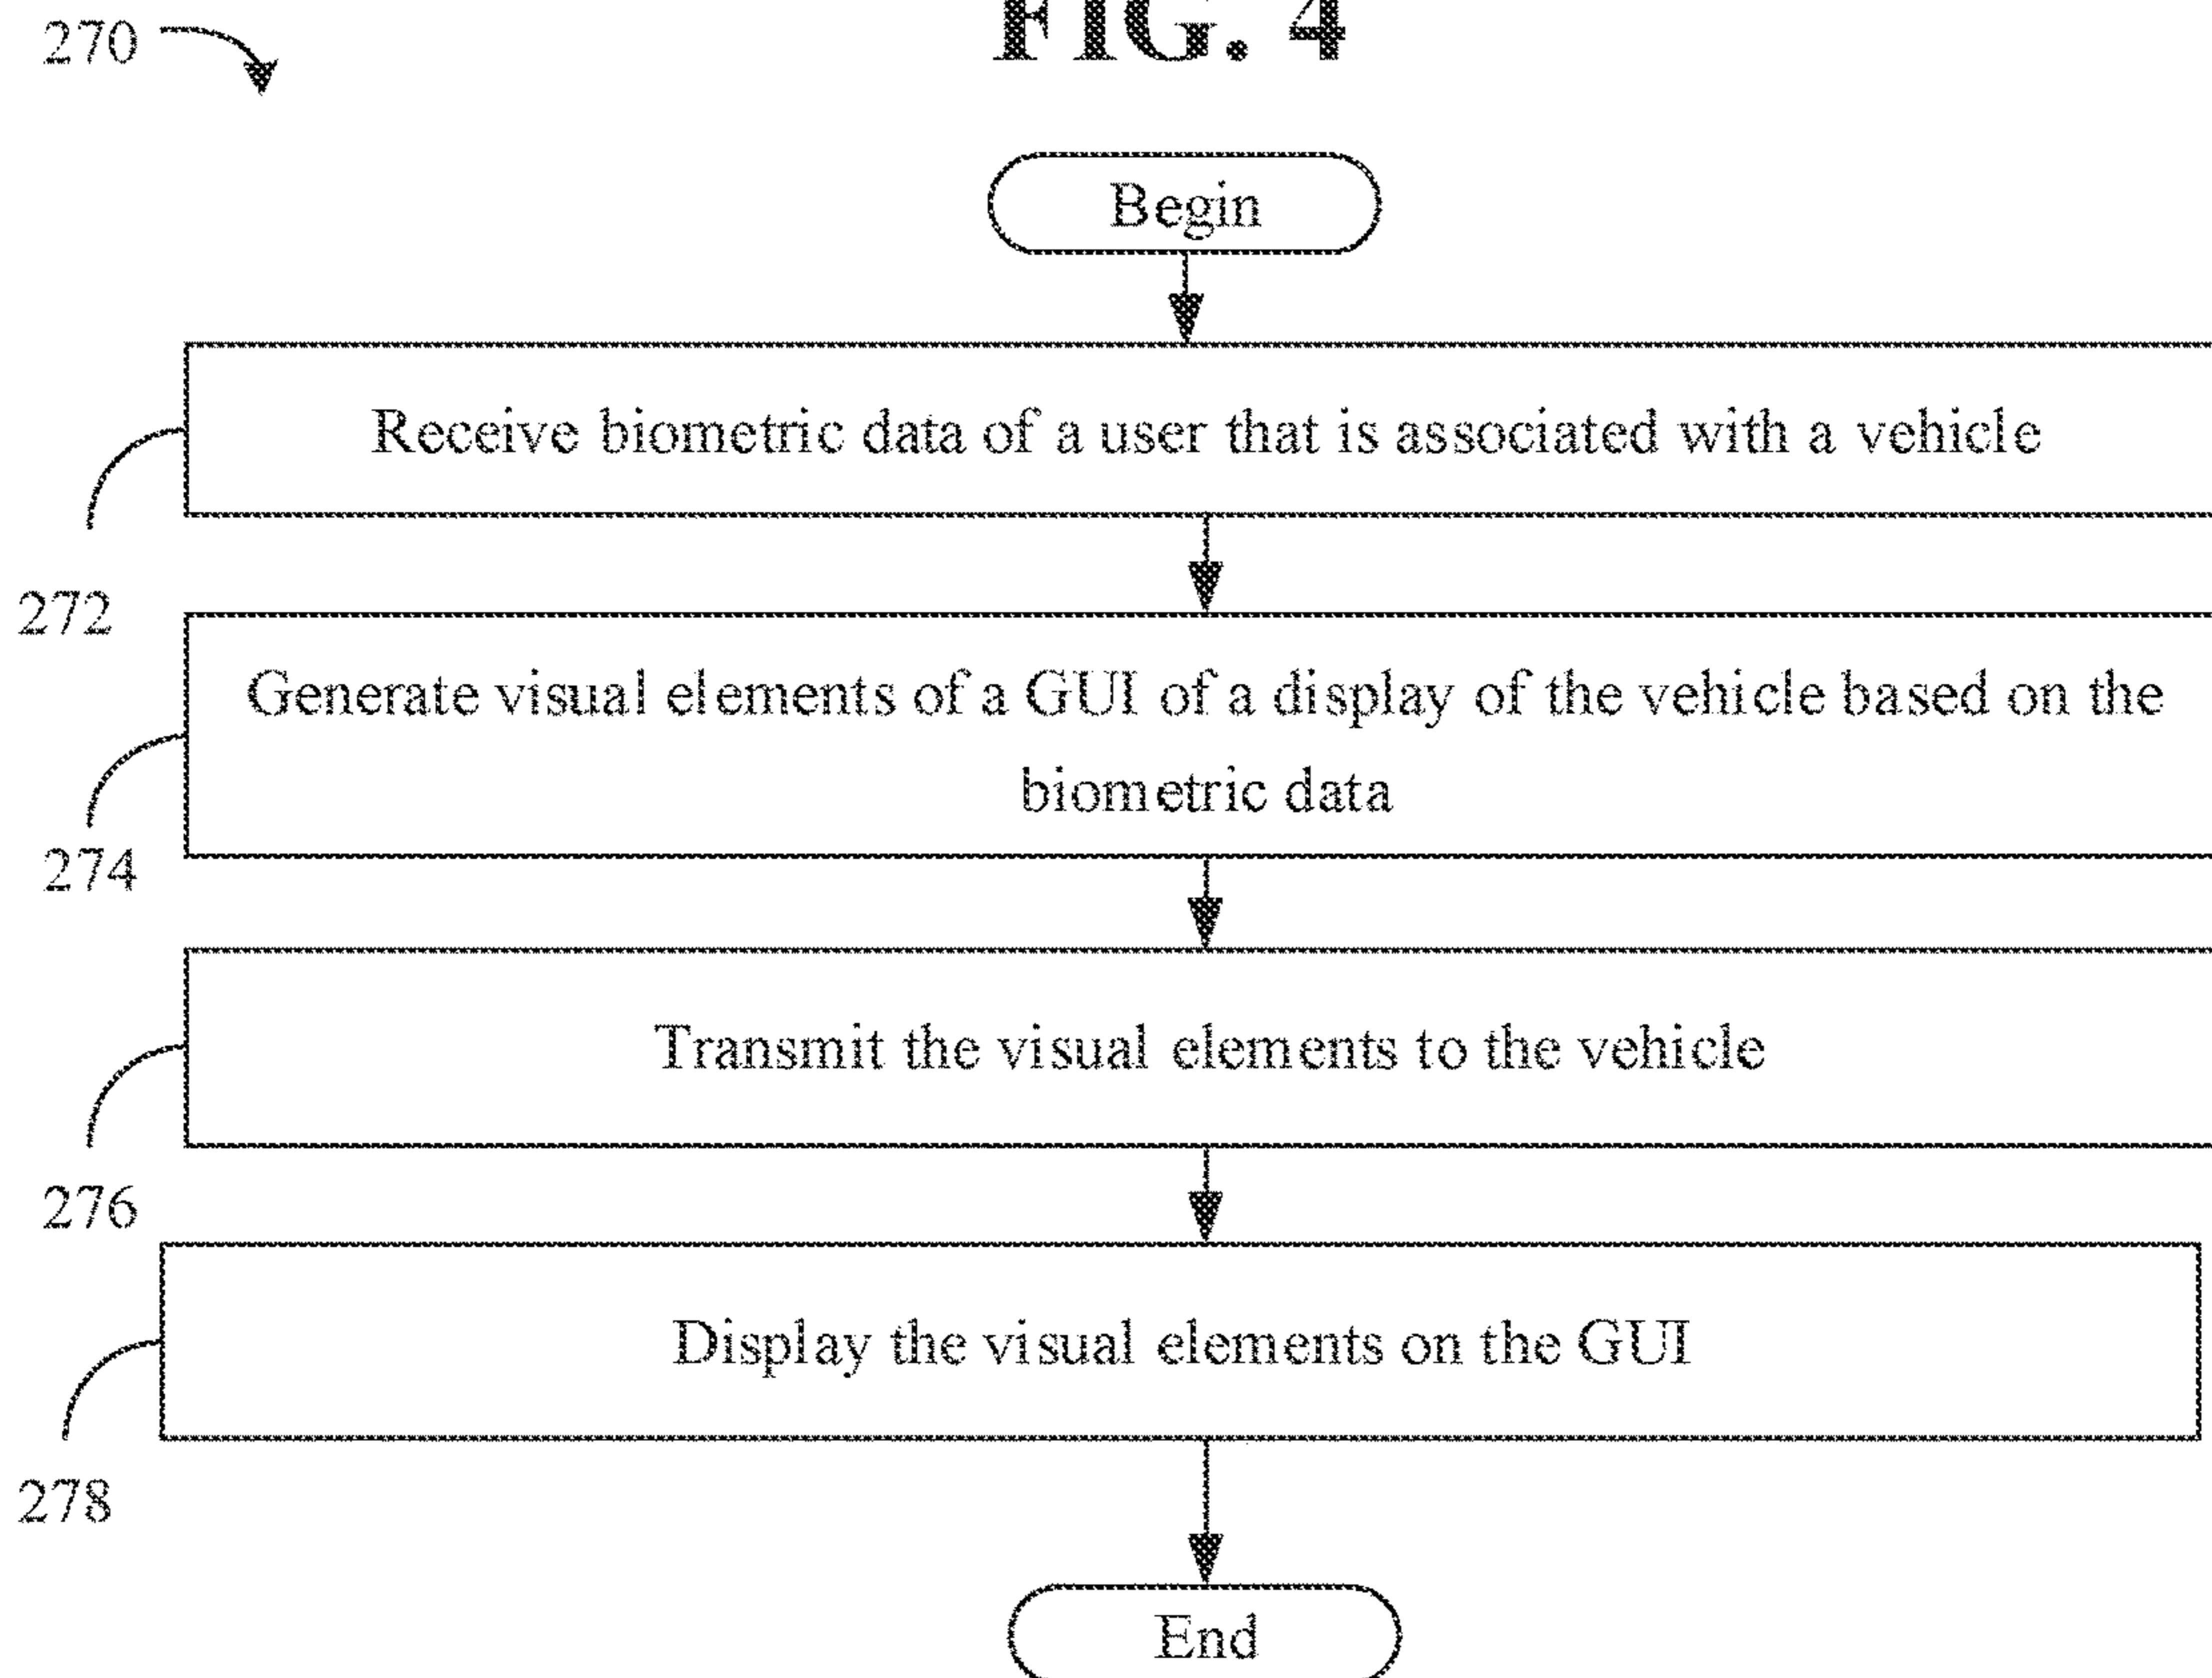 FIG. 4
270
Begin
Receive biometric data of a user that is associated with a vehicle
272
Generate visual elements of a GUI of a display of the vehicle based on the
biometric data
274
Transmit the visual elements to the vehicle
276
Display the visual elements on the GUI
278
End